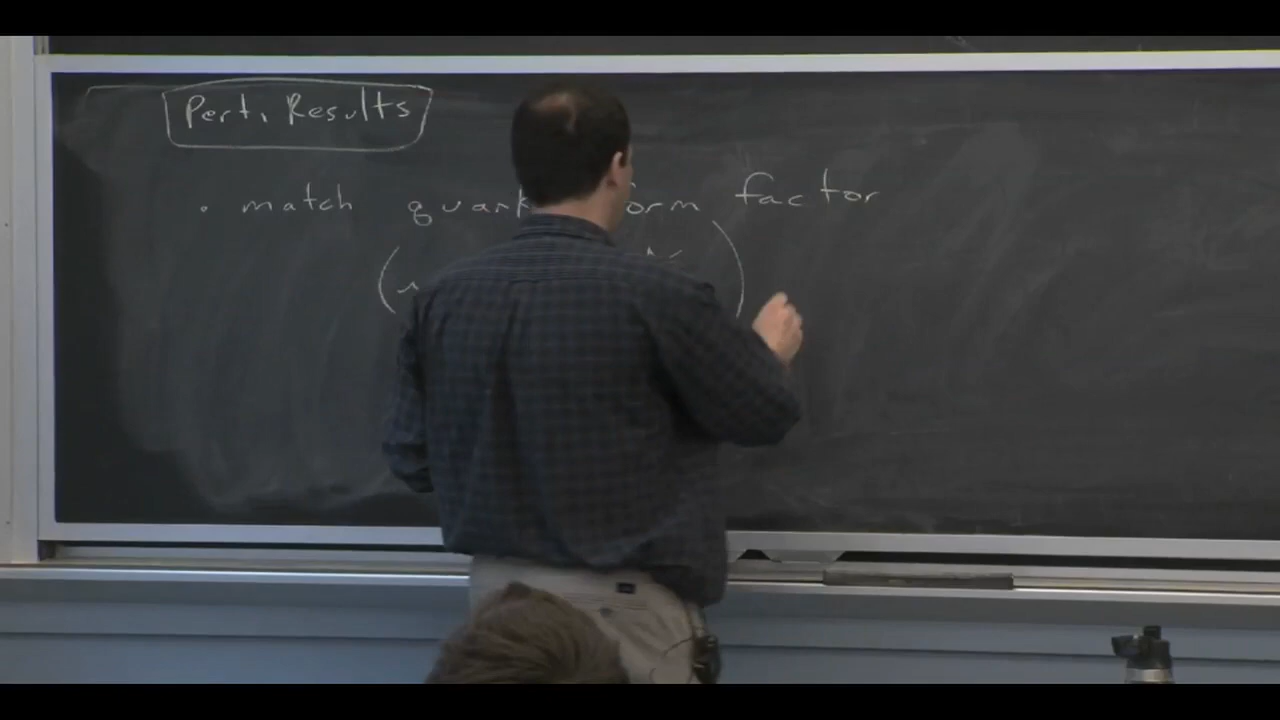 Pert. Results
. match quark form factor
(
)